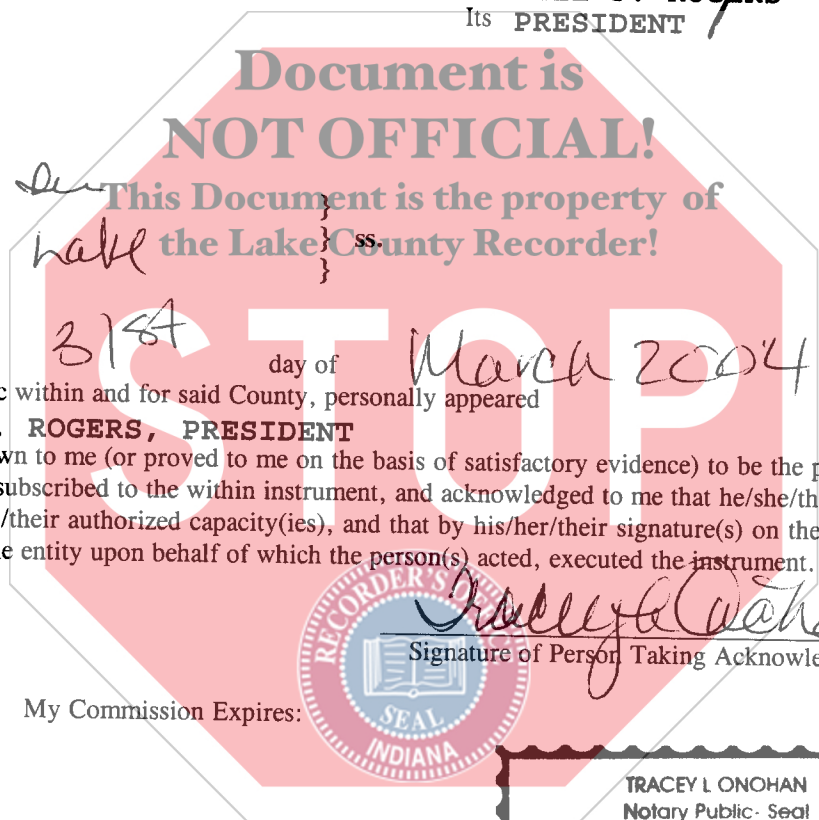 ROGERS
Its PRESIDENT
Document is
NOT OFFICIAL!
This Document is the property of
the Lake County Recorder!
}
Lake } ss.
}
STOP
31st day of March 2004
c within and for said County, personally appeared
. ROGERS, PRESIDENT
wn to me (or proved to me on the basis of satisfactory evidence) to be the p
subscribed to the within instrument, and acknowledged to me that he/she/th
/their authorized capacity(ies), and that by his/her/their signature(s) on the
e entity upon behalf of which the person(s) acted, executed the instrument.
RECORDER'S
SEAL
INDIANA
Signature of Person Taking Acknowle
My Commission Expires:
TRACEY L ONOHAN
Notary Public - Seal